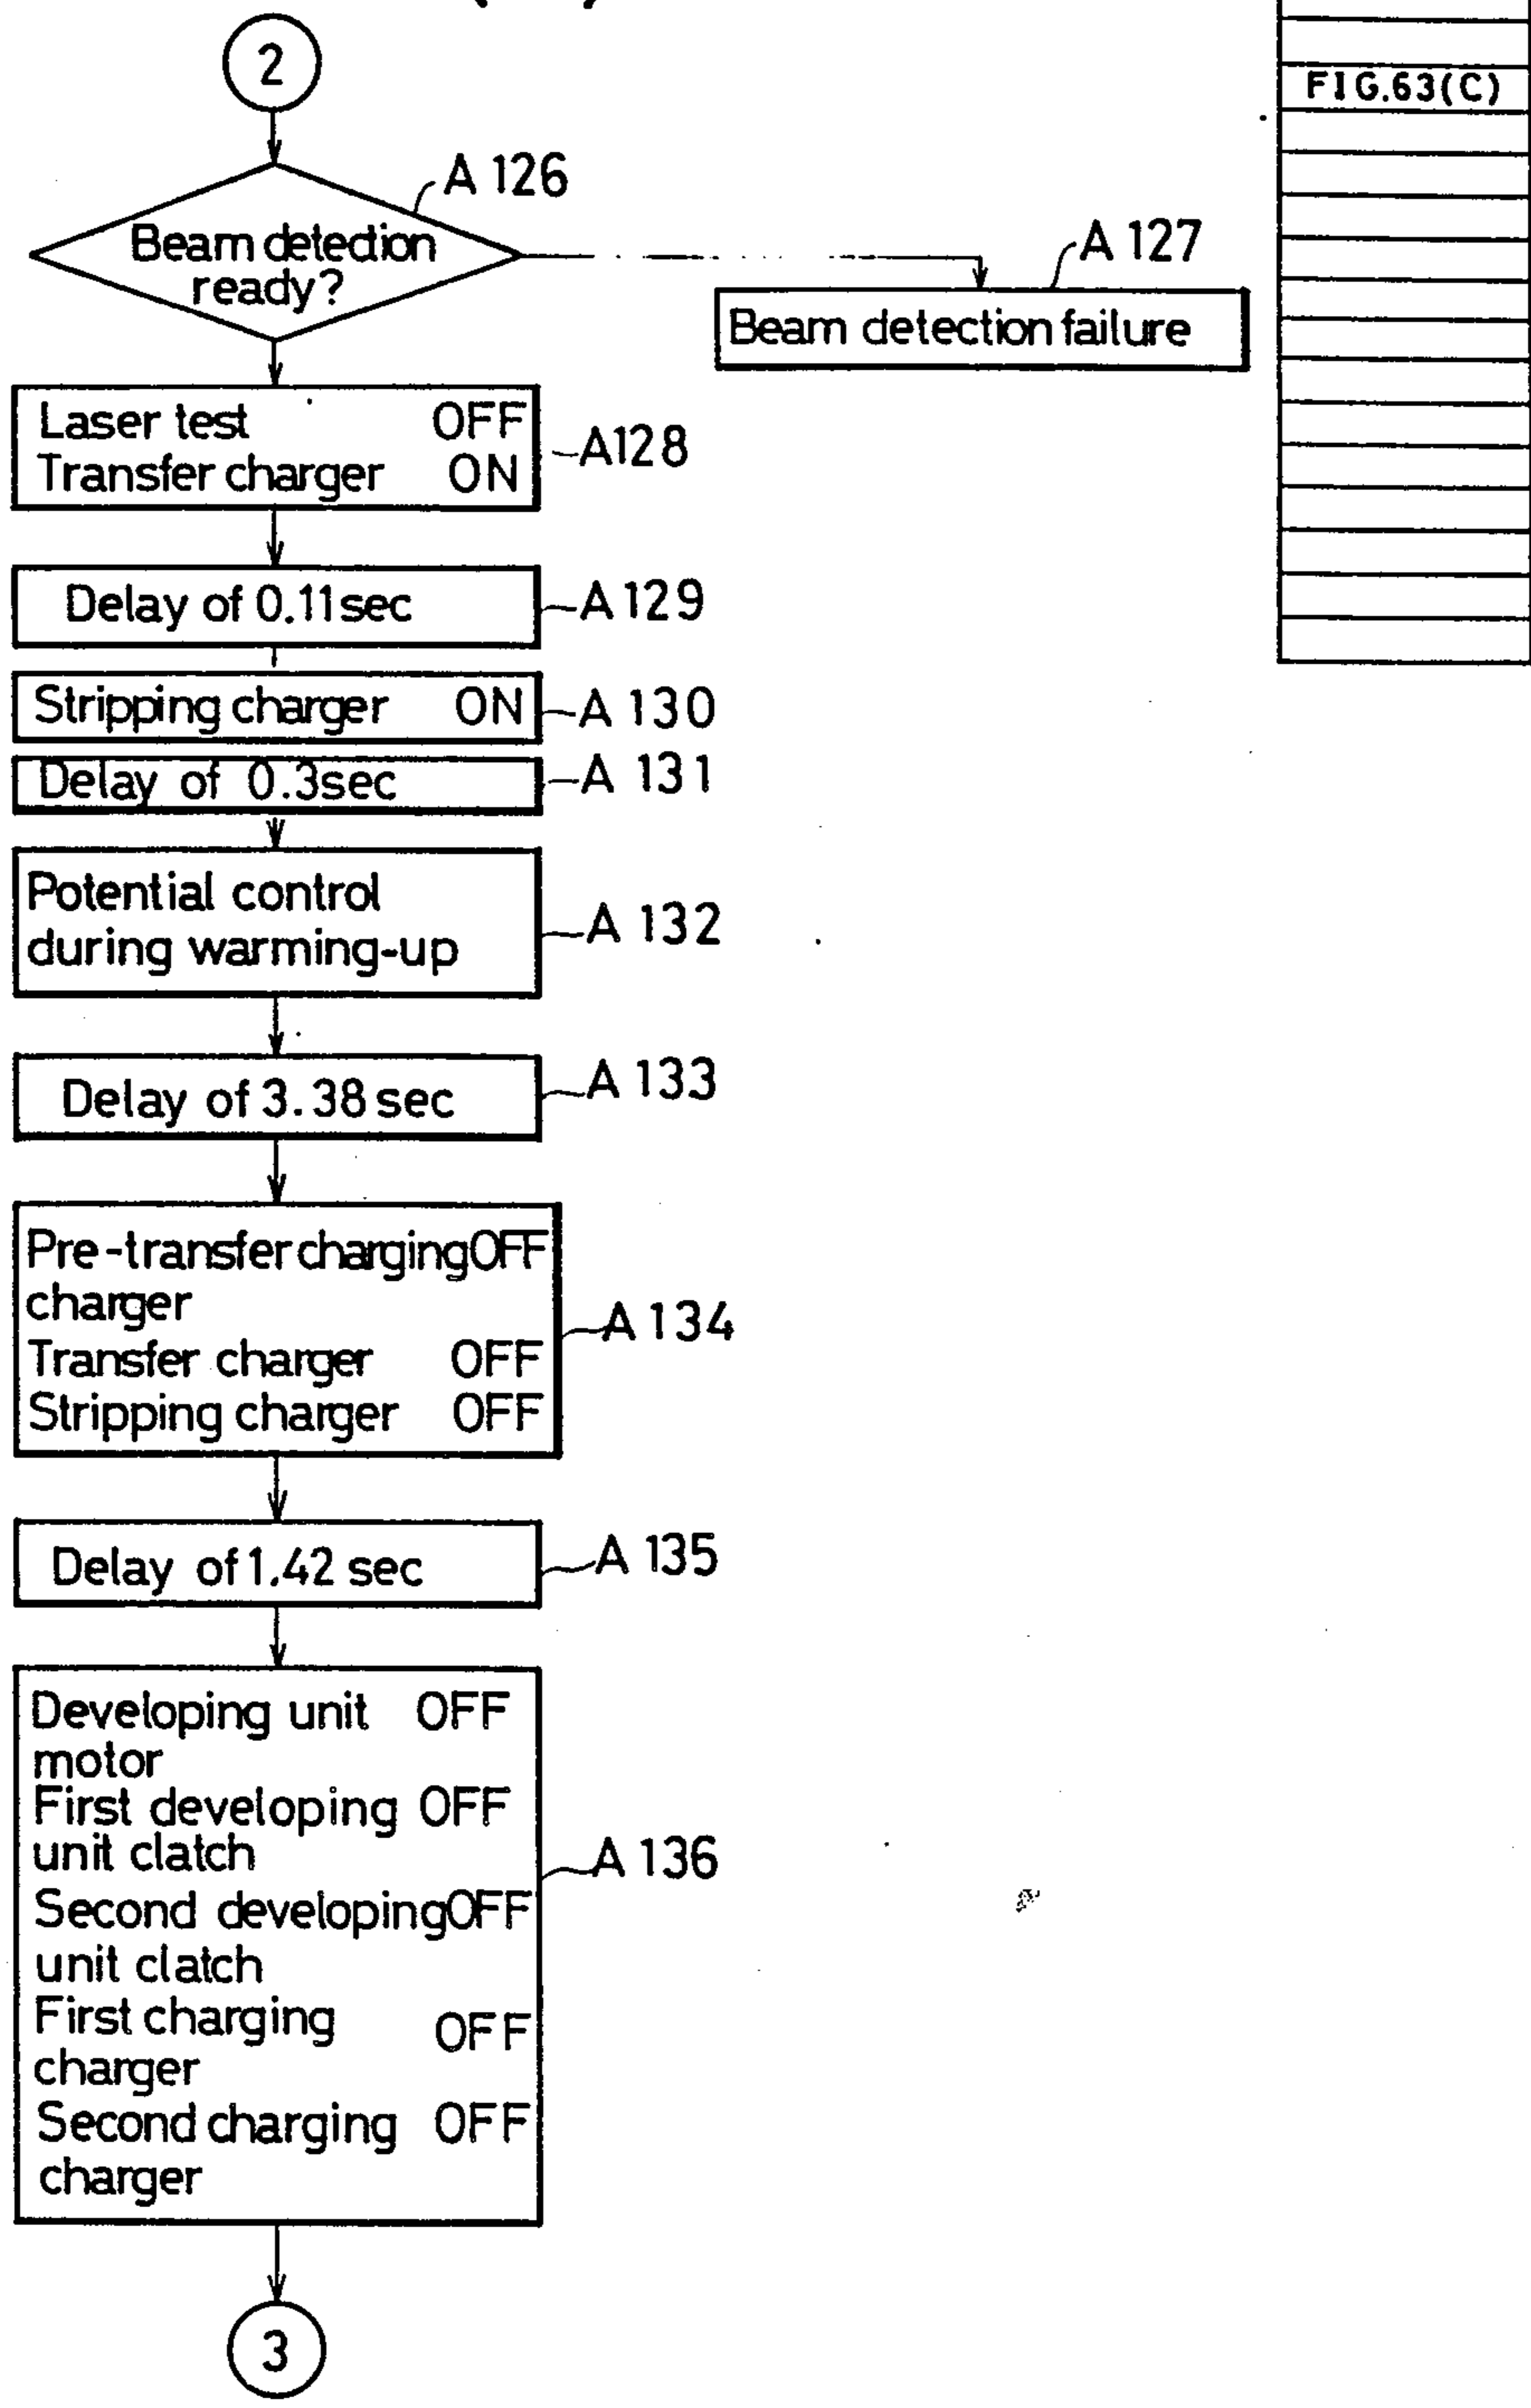 2
FIG.63(C)
A 126
Beam detection
ready?
A 127
Beam detection failure
Laser test OFF
Transfer charger ON
A128
Delay of 0.11sec
A 129
Stripping charger ON
A 130
Delay of 0.3sec
A 131
Potential control
during warming-up
A 132
Delay of 3.38 sec
A 133
Pre-transfer charging OFF
charger
Transfer charger OFF
Stripping charger OFF
A 134
Delay of 1.42 sec
A 135
Developing unit OFF
motor
First developing OFF
unit clatch
Second developing OFF
unit clatch
First charging OFF
charger
Second charging OFF
charger
A 136
3